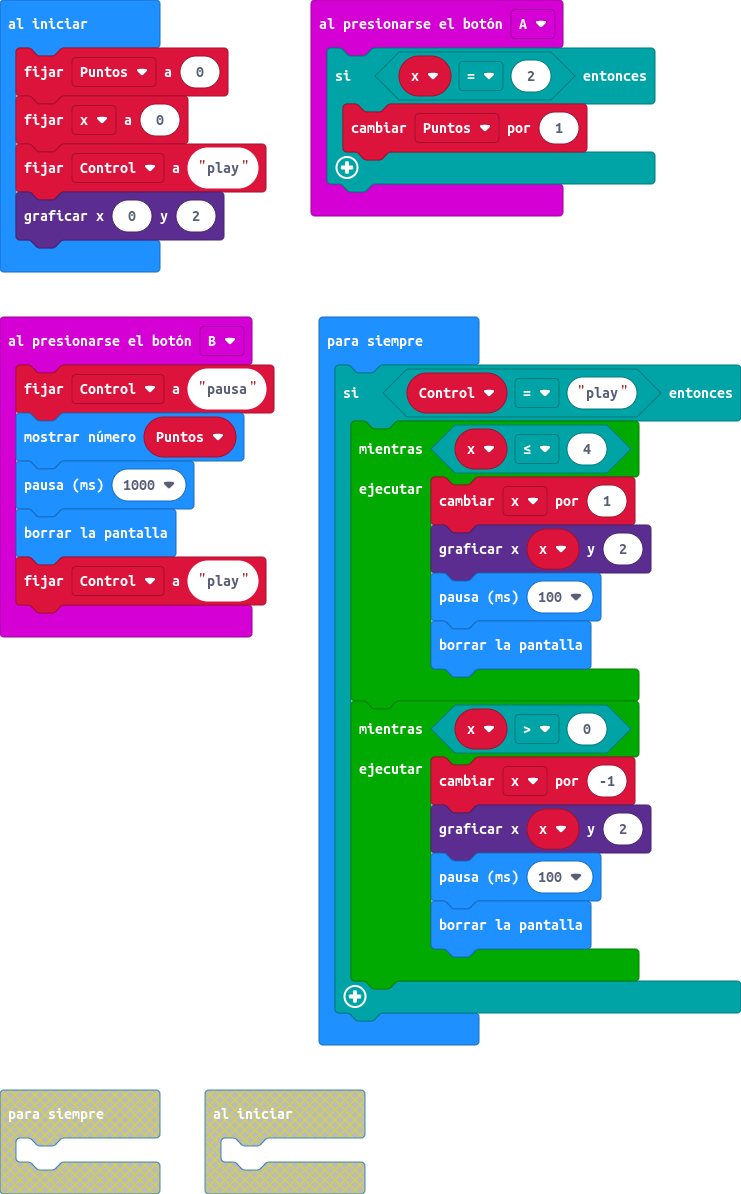 al iniciar
fijar Puntos a 0
fijar x a 0
fijar Control a "play"
graficar x 0 y 2
al presionarse el botón A
si x = 2 entonces
cambiar Puntos por 1
al presionarse el botón B
fijar Control a "pausa"
mostrar número Puntos
pausa (ms) 1000
borrar la pantalla
fijar Control a "play"
para siempre
si Control = "play" entonces
mientras x ≤ 4
ejecutar
cambiar x por 1
graficar x x y 2
pausa (ms) 100
borrar la pantalla
mientras x > 0
ejecutar
cambiar x por -1
graficar x x y 2
pausa (ms) 100
borrar la pantalla
para siempre
al iniciar